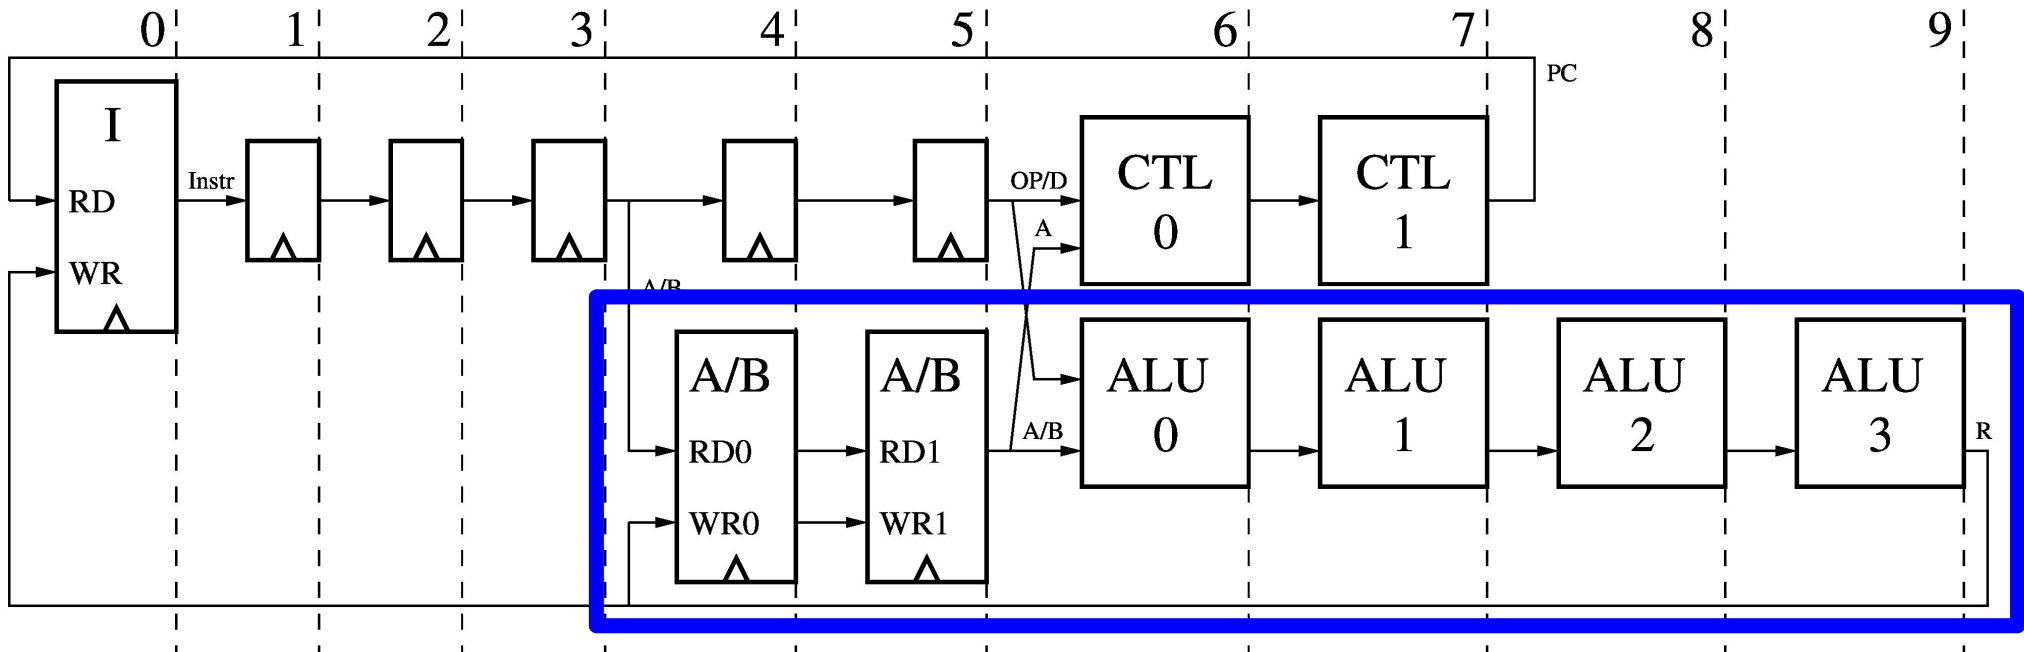 0 1 2 3 4 5 6 7 8 9
PC
I
RD
WR
Instr
OP/D
A
CTL
0
CTL
1
A/B
A/B
RD0
WR0
A/B
RD1
WR1
A/B
ALU
0
ALU
1
ALU
2
ALU
3
R